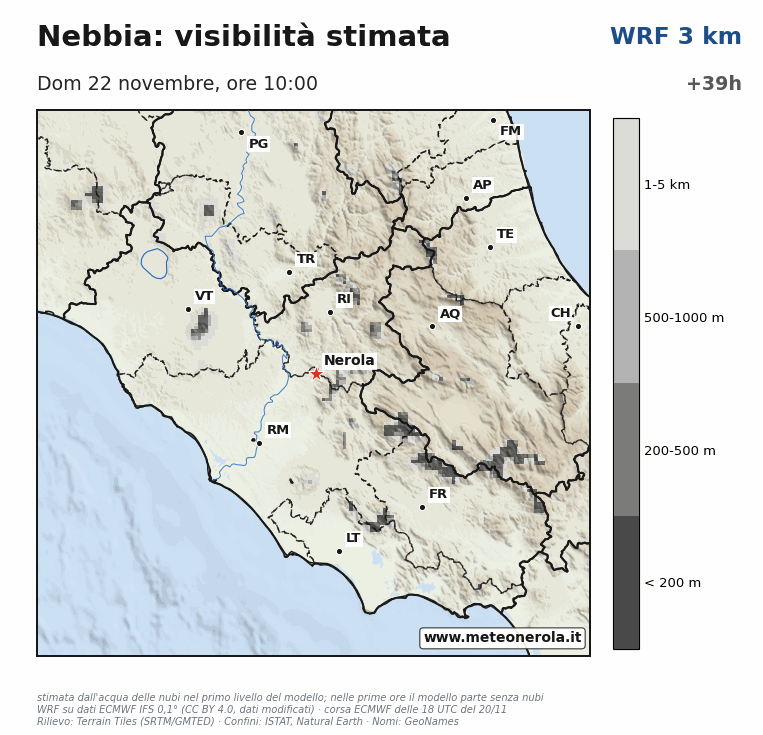 Nebbia: visibilità stimata
WRF 3 km
Dom 22 novembre, ore 10:00
+39h
FM
PG
AP
TE
TR
VT
RI
AQ
CH
Nerola
RM
FR
LT
www.meteonerola.it
1-5 km
500-1000 m
200-500 m
< 200 m
stimata dall'acqua delle nubi nel primo livello del modello; nelle prime ore il modello parte senza nubi
WRF su dati ECMWF IFS 0,1° (CC BY 4.0, dati modificati) · corsa ECMWF delle 18 UTC del 20/11
Rilievo: Terrain Tiles (SRTM/GMTED) · Confini: ISTAT, Natural Earth · Nomi: GeoNames